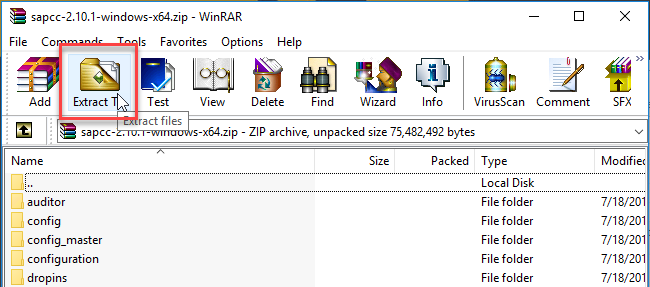 sapcc-2.10.1-windows-x64.zip - WinRAR
File Commands Tools Favorites Options Help
Add Extract T Test View Delete Find Wizard Info VirusScan Comment SFX
»
Extract files
sapcc-2.10.1-windows-x64.zip - ZIP archive, unpacked size 75,482,492 bytes
Name Size Packed Type Modified
.. Local Disk
auditor File folder 7/18/201
config File folder 7/18/201
config_master File folder 7/18/201
configuration File folder 7/18/201
dropins File folder 7/18/201